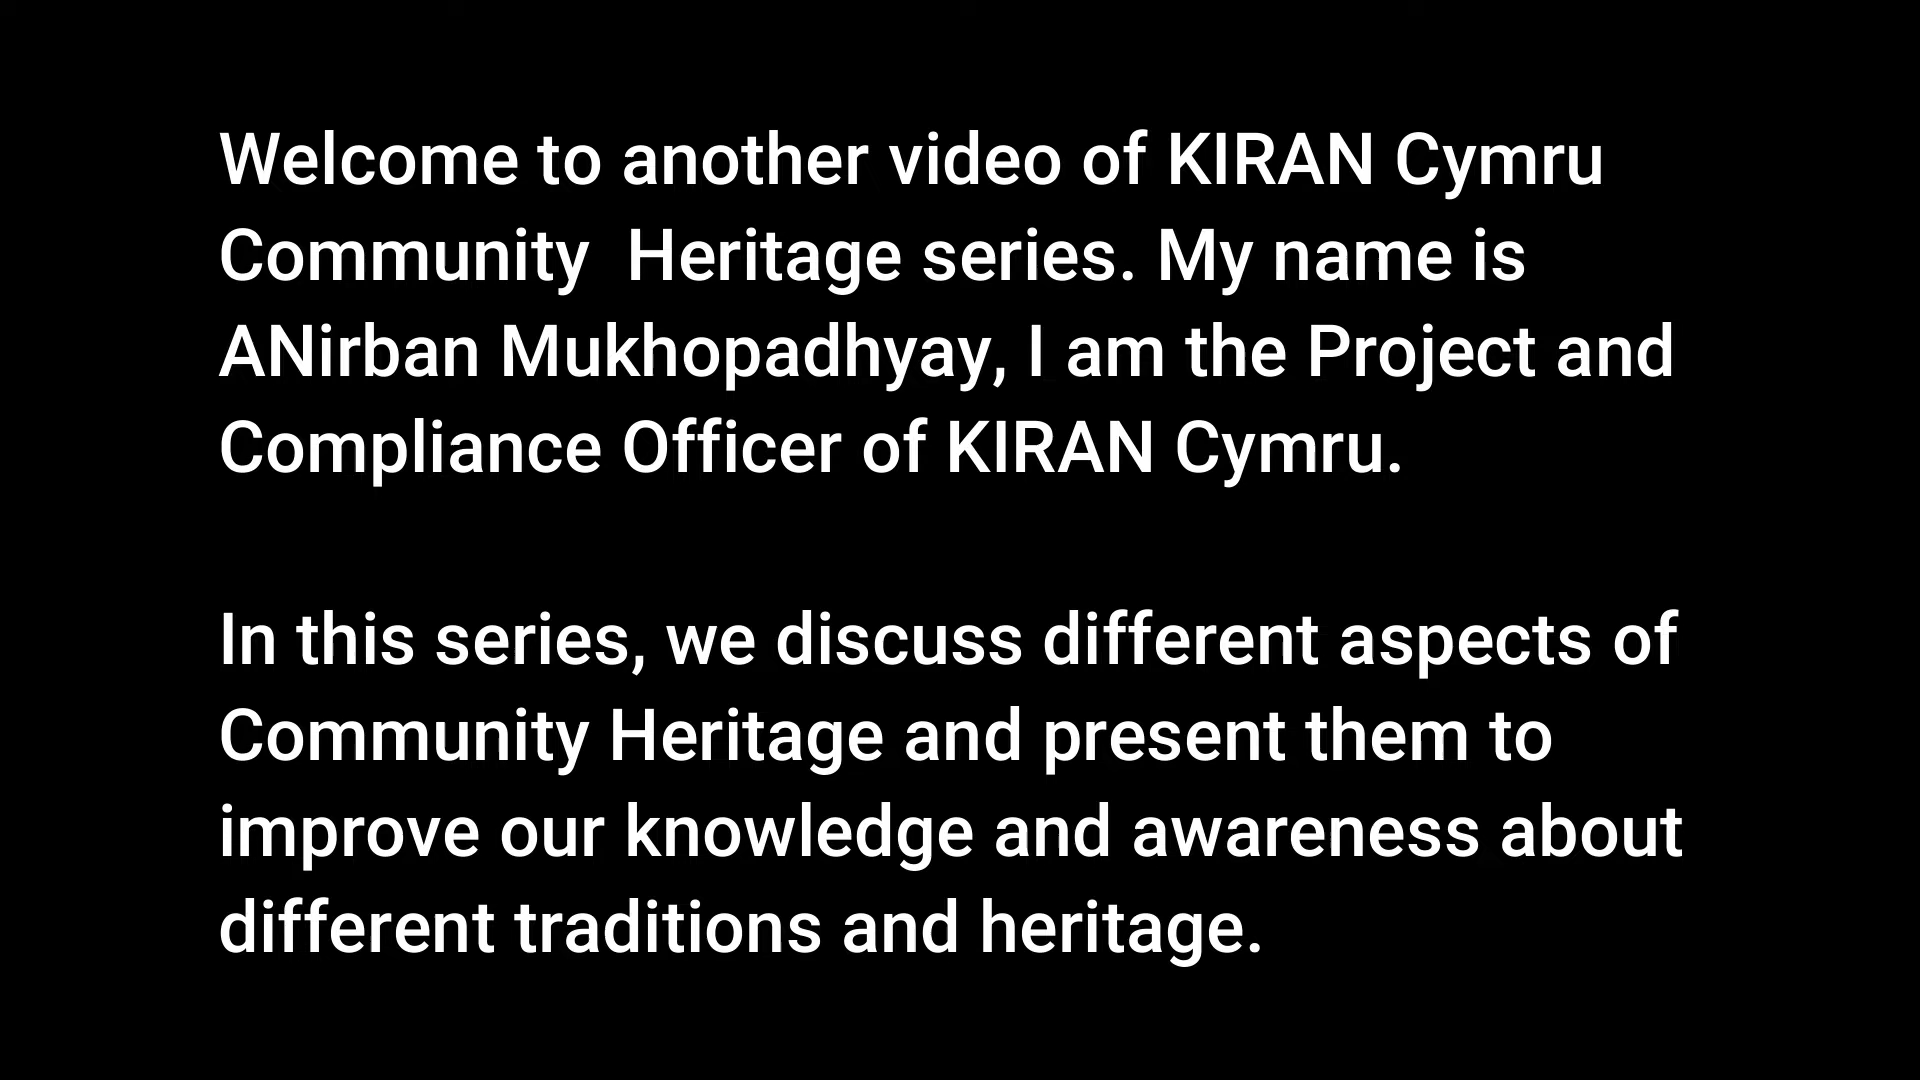 Welcome to another video of KIRAN Cymru
Community  Heritage series. My name is
ANirban Mukhopadhyay, I am the Project and
Compliance Officer of KIRAN Cymru.

In this series, we discuss different aspects of
Community Heritage and present them to
improve our knowledge and awareness about
different traditions and heritage.